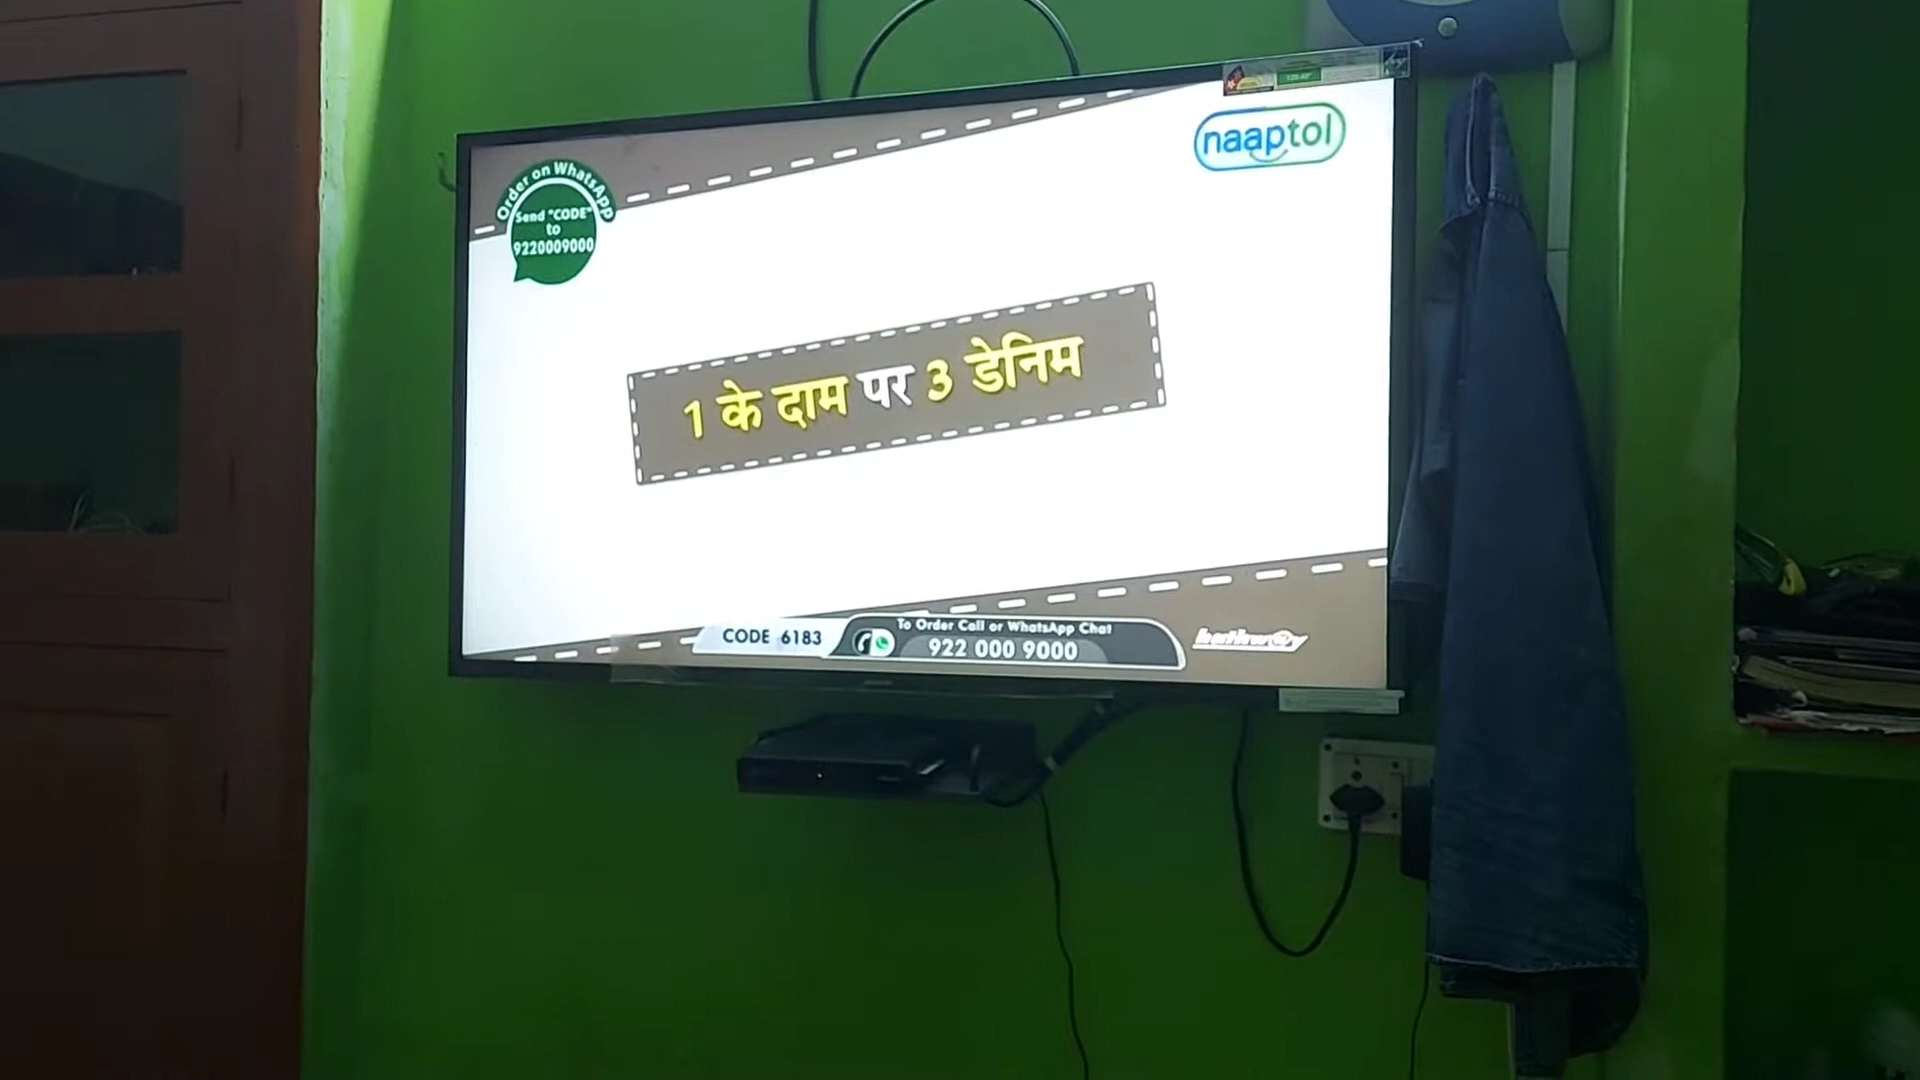 naaptol
Order on WhatsApp
Send "CODE"
to
9220009000
1 के दाम पर 3 डेनिम
CODE 6183
To Order Call or WhatsApp Chat
922 000 9000
hathway